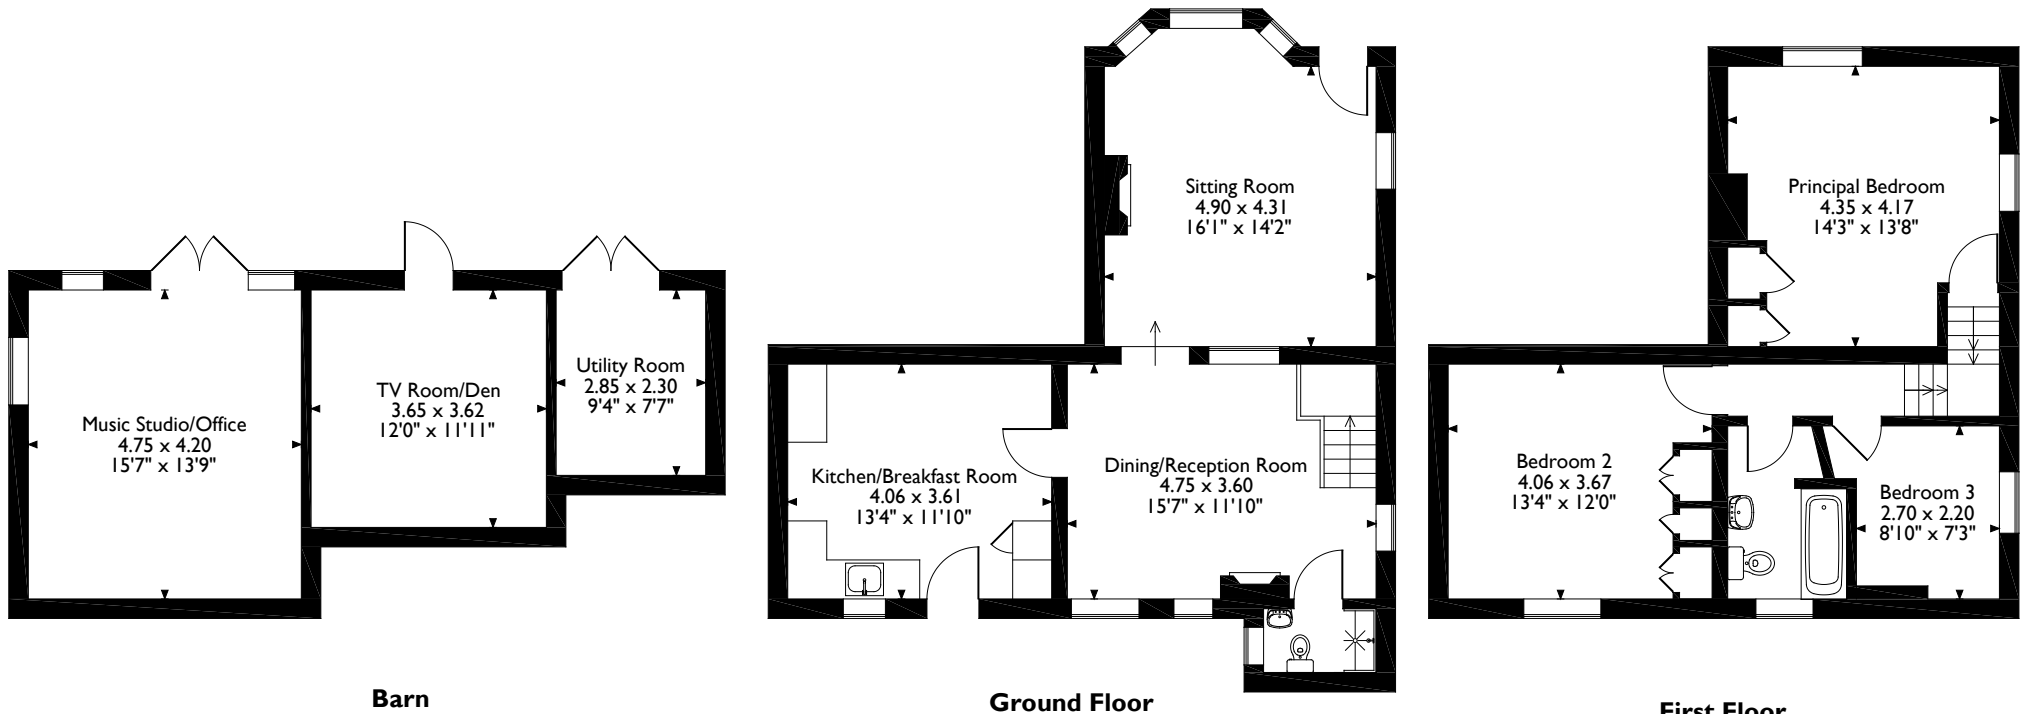 Music Studio/Office
4.75 x 4.20
15'7" x 13'9"
TV Room/Den
3.65 x 3.62
12'0" x 11'11"
Utility Room
2.85 x 2.30
9'4" x 7'7"
Barn
Sitting Room
4.90 x 4.31
16'1" x 14'2"
Kitchen/Breakfast Room
4.06 x 3.61
13'4" x 11'10"
Dining/Reception Room
4.75 x 3.60
15'7" x 11'10"
Ground Floor
Principal Bedroom
4.35 x 4.17
14'3" x 13'8"
Bedroom 2
4.06 x 3.67
13'4" x 12'0"
Bedroom 3
2.70 x 2.20
8'10" x 7'3"
First Floor